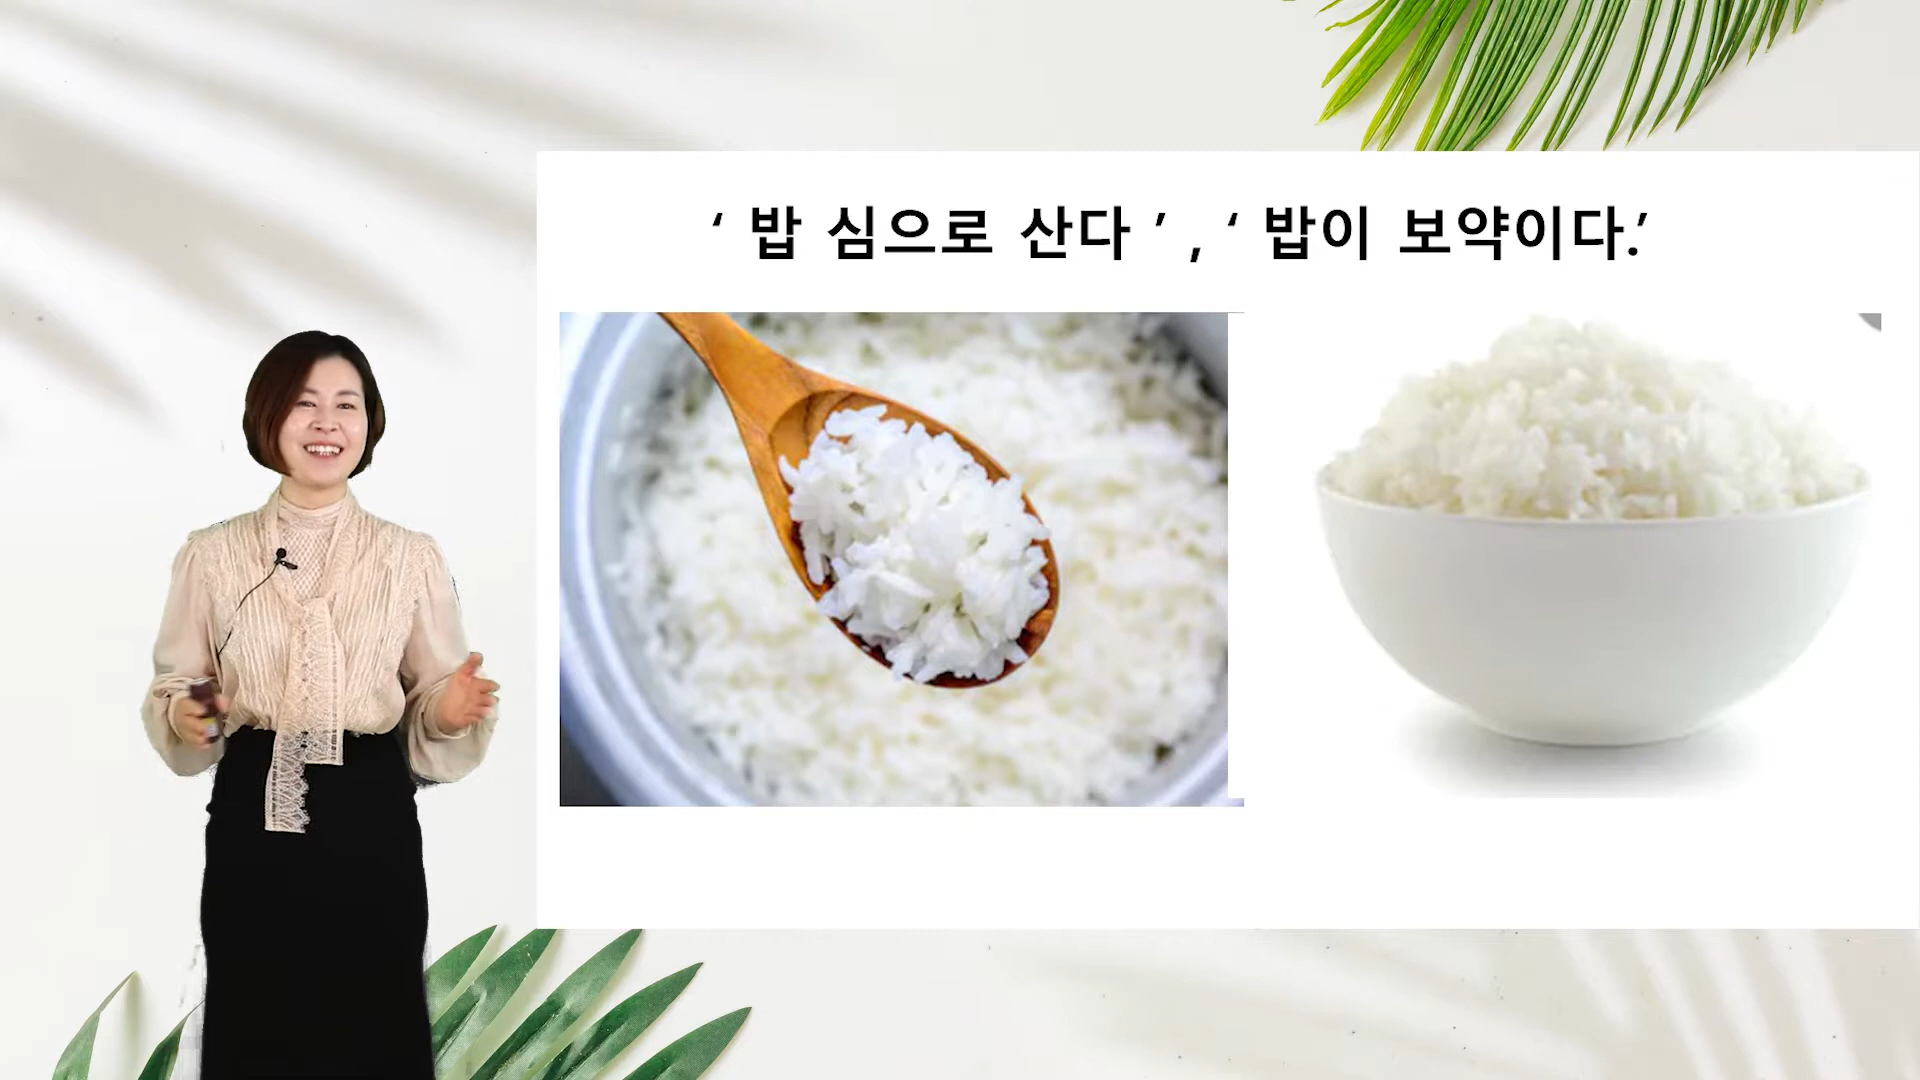 ‘ 밥 심으로 산다 ’ , ‘ 밥이 보약이다.’